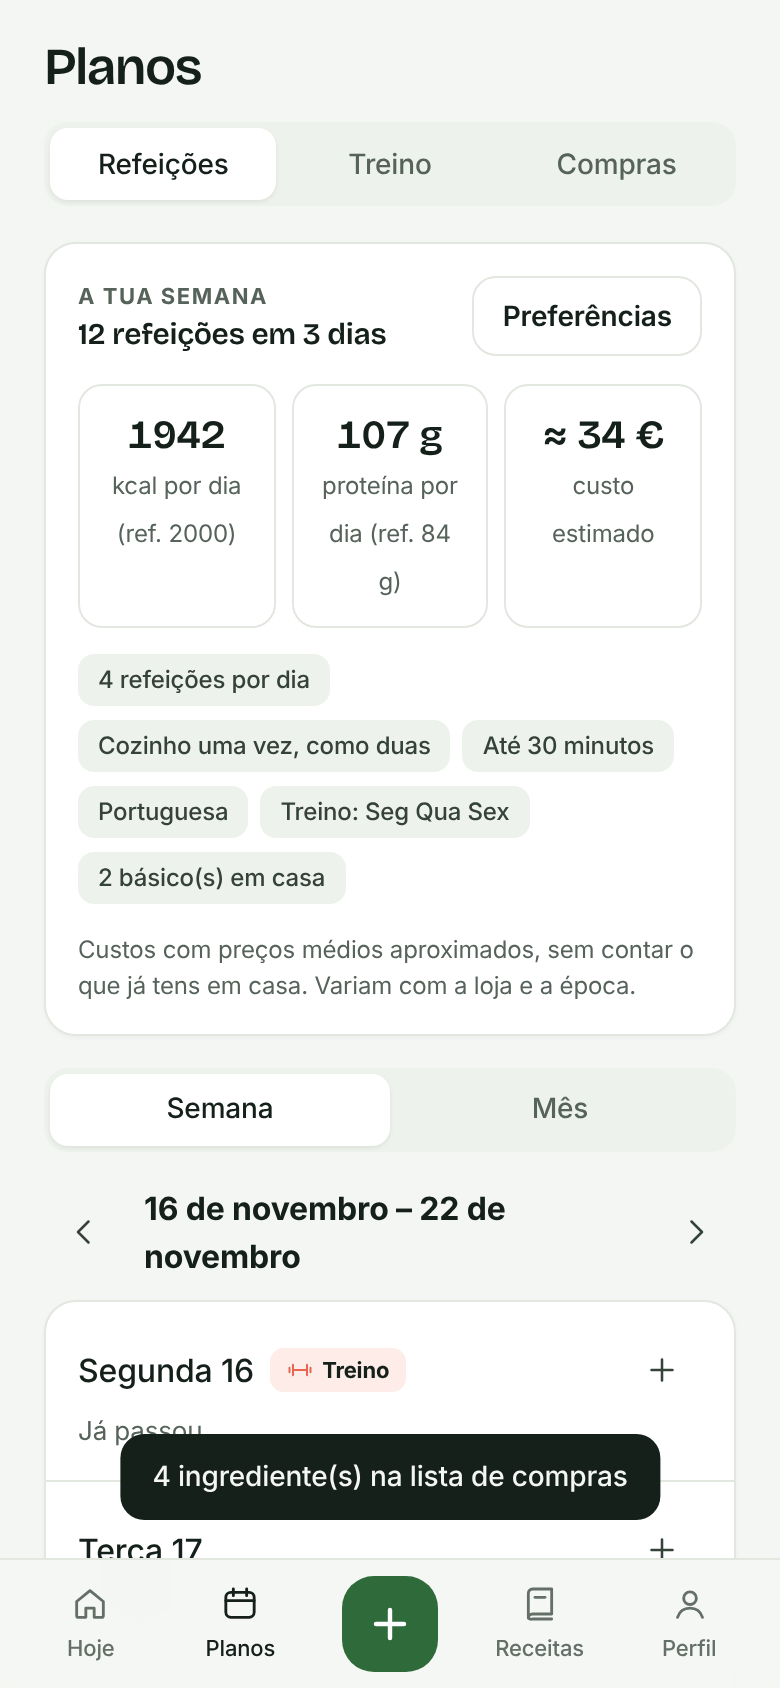 Planos
Refeições
Treino
Compras
A TUA SEMANA
12 refeições em 3 dias
Preferências
1942
kcal por dia
(ref. 2000)
107 g
proteína por
dia (ref. 84
g)
≈ 34 €
custo
estimado
4 refeições por dia
Cozinho uma vez, como duas
Até 30 minutos
Portuguesa
Treino: Seg Qua Sex
2 básico(s) em casa
Custos com preços médios aproximados, sem contar o
que já tens em casa. Variam com a loja e a época.
Semana
Mês
16 de novembro – 22 de
novembro
Segunda 16
Treino
Já passou
4 ingrediente(s) na lista de compras
Terça 17
Hoje
Planos
Receitas
Perfil